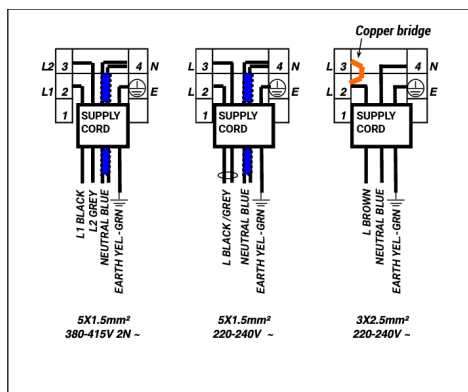 Copper bridge
L2 3 4 N
L1 2 E
1
SUPPLY
CORD
L1 BLACK
L2 GREY
NEUTRAL BLUE
EARTH YEL.-GRN
5X1.5mm²
380-415V 2N ~
L 3 4 N
L 2 E
1
SUPPLY
CORD
L BLACK /GREY
NEUTRAL BLUE
EARTH YEL.-GRN
5X1.5mm²
220-240V ~
L 3 4 N
L 2 E
1
SUPPLY
CORD
L BROWN
NEUTRAL BLUE
EARTH YEL.-GRN
3X2.5mm²
220-240V ~